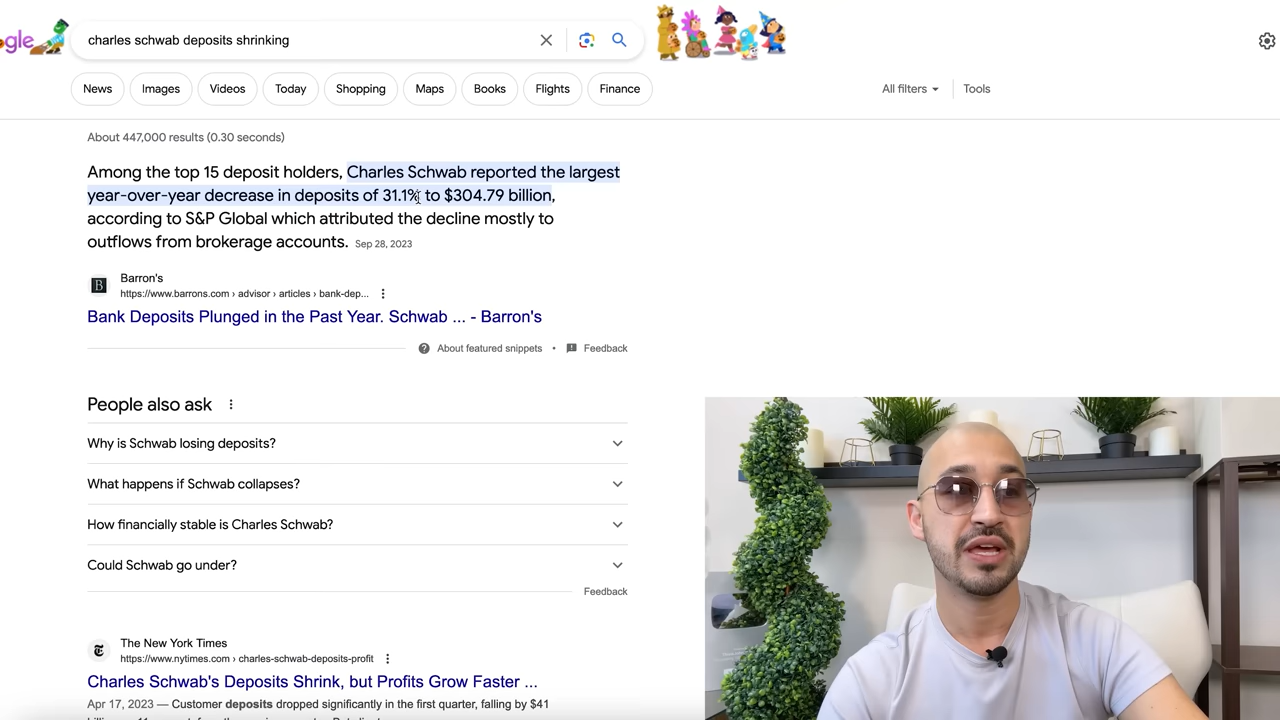 gle
charles schwab deposits shrinking
News
Images
Videos
Today
Shopping
Maps
Books
Flights
Finance
All filters
Tools
About 447,000 results (0.30 seconds)
Among the top 15 deposit holders, Charles Schwab reported the largest
year-over-year decrease in deposits of 31.1% to $304.79 billion,
according to S&P Global which attributed the decline mostly to
outflows from brokerage accounts. Sep 28, 2023
B
Barron's
https://www.barrons.com › advisor › articles › bank-dep...
Bank Deposits Plunged in the Past Year. Schwab ... - Barron's
About featured snippets • Feedback
People also ask
Why is Schwab losing deposits?
What happens if Schwab collapses?
How financially stable is Charles Schwab?
Could Schwab go under?
Feedback
The New York Times
https://www.nytimes.com › charles-schwab-deposits-profit
Charles Schwab's Deposits Shrink, but Profits Grow Faster ...
Apr 17, 2023 — Customer deposits dropped significantly in the first quarter, falling by $41